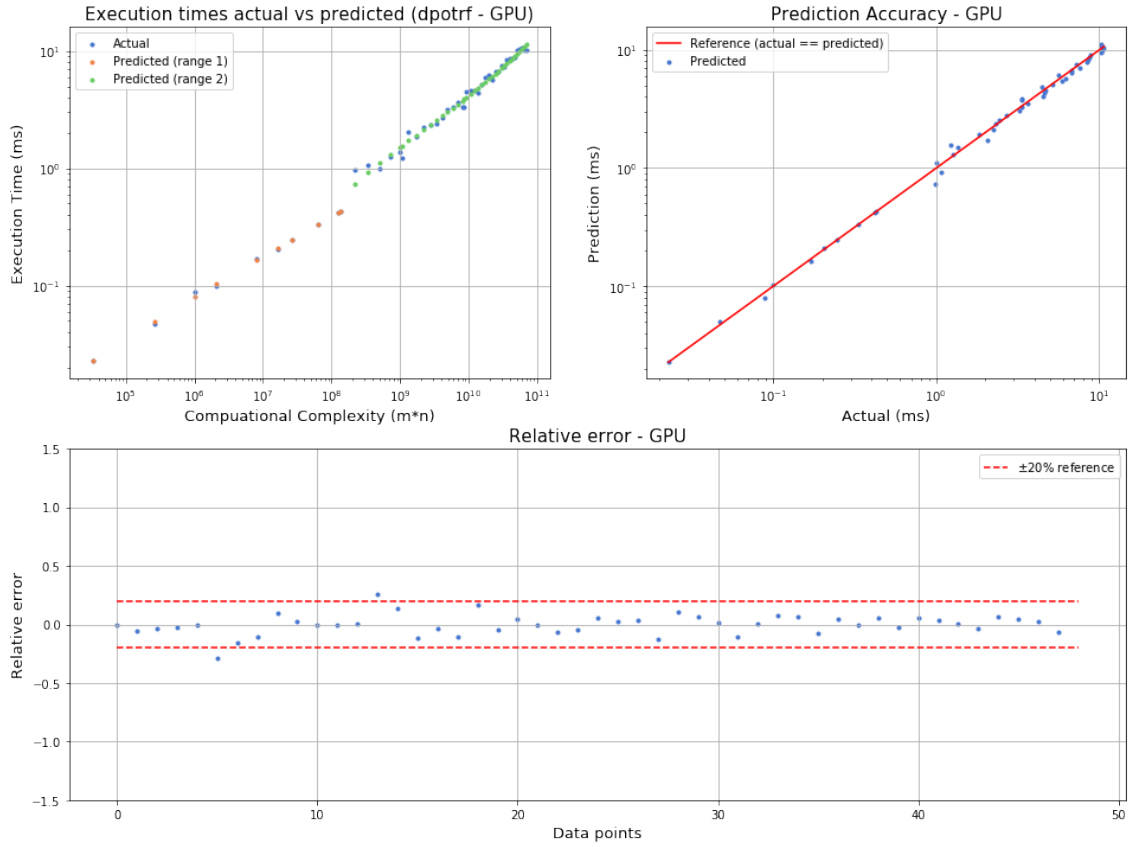 Execution times actual vs predicted (dpotrf - GPU)
Actual
Predicted (range 1)
Predicted (range 2)
10¹
10⁰
10⁻¹
Execution Time (ms)
10⁵
10⁶
10⁷
10⁸
10⁹
10¹⁰
10¹¹
Compuational Complexity (m*n)
Prediction Accuracy - GPU
Reference (actual == predicted)
Predicted
10¹
10⁰
10⁻¹
Prediction (ms)
10⁻¹
10⁰
10¹
Actual (ms)
Relative error - GPU
±20% reference
1.5
1.0
0.5
0.0
−0.5
−1.0
−1.5
Relative error
0
10
20
30
40
50
Data points